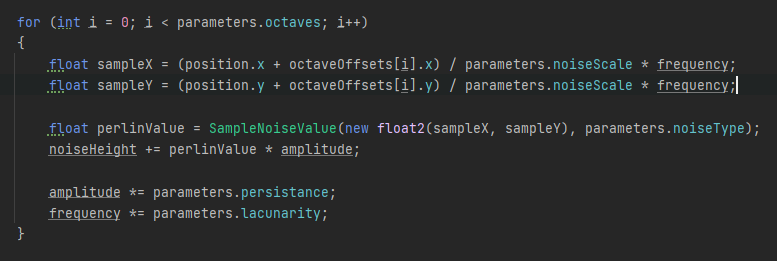 for (int i = 0; i < parameters.octaves; i++)
{
    float sampleX = (position.x + octaveOffsets[i].x) / parameters.noiseScale * frequency;
    float sampleY = (position.y + octaveOffsets[i].y) / parameters.noiseScale * frequency;

    float perlinValue = SampleNoiseValue(new float2(sampleX, sampleY), parameters.noiseType);
    noiseHeight += perlinValue * amplitude;

    amplitude *= parameters.persistance;
    frequency *= parameters.lacunarity;
}